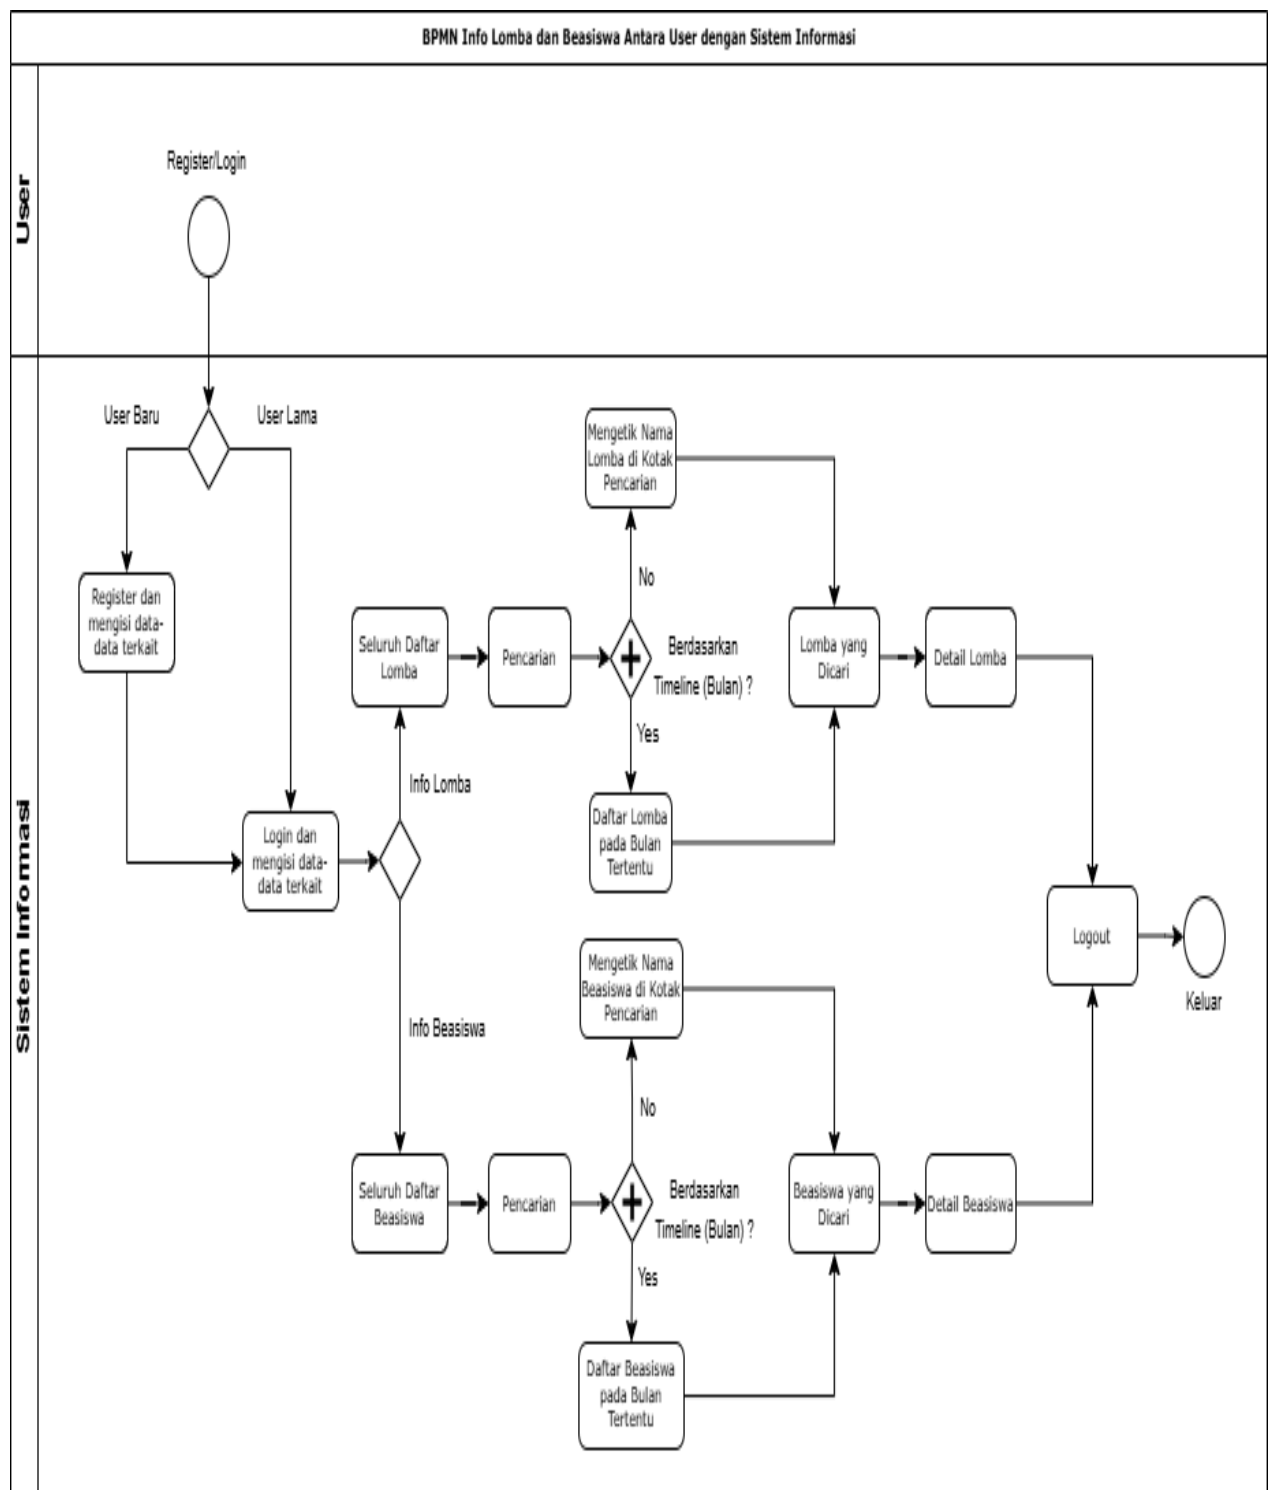 BPMN Info Lomba dan Beasiswa Antara User dengan Sistem Informasi
User
Register/Login
Sistem Informasi
User Baru
User Lama
Register dan
mengisi data-
data terkait
Login dan
mengisi data-
data terkait
Info Lomba
Info Beasiswa
Seluruh Daftar
Lomba
Pencarian
Mengetik Nama
Lomba di Kotak
Pencarian
No
Berdasarkan
Timeline (Bulan) ?
Yes
Daftar Lomba
pada Bulan
Tertentu
Lomba yang
Dicari
Detail Lomba
Seluruh Daftar
Beasiswa
Pencarian
Mengetik Nama
Beasiswa di Kotak
Pencarian
No
Berdasarkan
Timeline (Bulan) ?
Yes
Daftar Beasiswa
pada Bulan
Tertentu
Beasiswa yang
Dicari
Detail Beasiswa
Logout
Keluar